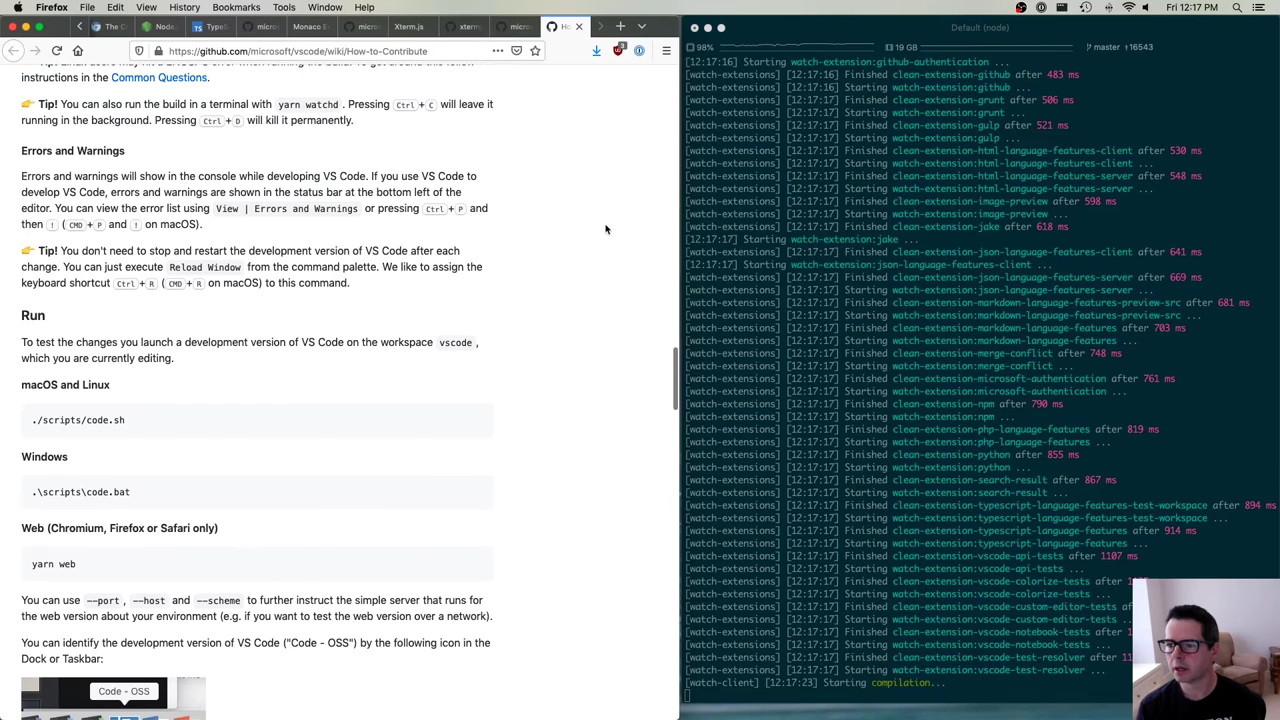 Firefox File Edit View History Bookmarks Tools Window Help
The C Node. TypeS micro Monaco E micro Xterm.js xterm micro Ho
https://github.com/microsoft/vscode/wiki/How-to-Contribute
instructions in the Common Questions.
👉 Tip! You can also run the build in a terminal with yarn watchd . Pressing Ctrl + C will leave it
running in the background. Pressing Ctrl + D will kill it permanently.
Errors and Warnings
Errors and warnings will show in the console while developing VS Code. If you use VS Code to
develop VS Code, errors and warnings are shown in the status bar at the bottom left of the
editor. You can view the error list using View | Errors and Warnings or pressing Ctrl + P and
then ! ( CMD + P and ! on macOS).
👉 Tip! You don't need to stop and restart the development version of VS Code after each
change. You can just execute Reload Window from the command palette. We like to assign the
keyboard shortcut Ctrl + R ( CMD + R on macOS) to this command.
Run
To test the changes you launch a development version of VS Code on the workspace vscode ,
which you are currently editing.
macOS and Linux
./scripts/code.sh
Windows
.\scripts\code.bat
Web (Chromium, Firefox or Safari only)
yarn web
You can use --port , --host and --scheme to further instruct the simple server that runs for
the web version about your environment (e.g. if you want to test the web version over a network).
You can identify the development version of VS Code ("Code - OSS") by the following icon in the
Dock or Taskbar:
Code - OSS
Default (node)
98% 19 GB master +16543
[12:17:16] Starting watch-extension:github-authentication ...
[watch-extensions] [12:17:16] Finished clean-extension-github after 483 ms
[watch-extensions] [12:17:16] Starting watch-extension:github ...
[watch-extensions] [12:17:17] Finished clean-extension-grunt after 506 ms
[watch-extensions] [12:17:17] Starting watch-extension:grunt ...
[watch-extensions] [12:17:17] Finished clean-extension-gulp after 521 ms
[watch-extensions] [12:17:17] Starting watch-extension:gulp ...
[watch-extensions] [12:17:17] Finished clean-extension-html-language-features-client after 530 ms
[watch-extensions] [12:17:17] Starting watch-extension:html-language-features-client ...
[watch-extensions] [12:17:17] Finished clean-extension-html-language-features-server after 548 ms
[watch-extensions] [12:17:17] Starting watch-extension:html-language-features-server ...
[watch-extensions] [12:17:17] Finished clean-extension-image-preview after 598 ms
[watch-extensions] [12:17:17] Starting watch-extension:image-preview ...
[watch-extensions] [12:17:17] Finished clean-extension-jake after 618 ms
[12:17:17] Starting watch-extension:jake ...
[watch-extensions] [12:17:17] Finished clean-extension-json-language-features-client after 641 ms
[12:17:17] Starting watch-extension:json-language-features-client ...
[watch-extensions] [12:17:17] Finished clean-extension-json-language-features-server after 669 ms
[watch-extensions] [12:17:17] Starting watch-extension:json-language-features-server ...
[watch-extensions] [12:17:17] Finished clean-extension-markdown-language-features-preview-src after 681 ms
[watch-extensions] [12:17:17] Starting watch-extension:markdown-language-features-preview-src ...
[watch-extensions] [12:17:17] Finished clean-extension-markdown-language-features after 703 ms
[watch-extensions] [12:17:17] Starting watch-extension:markdown-language-features ...
[watch-extensions] [12:17:17] Finished clean-extension-merge-conflict after 748 ms
[watch-extensions] [12:17:17] Starting watch-extension:merge-conflict ...
[watch-extensions] [12:17:17] Finished clean-extension-microsoft-authentication after 761 ms
[watch-extensions] [12:17:17] Starting watch-extension:microsoft-authentication ...
[watch-extensions] [12:17:17] Finished clean-extension-npm after 790 ms
[watch-extensions] [12:17:17] Starting watch-extension:npm ...
[watch-extensions] [12:17:17] Finished clean-extension-php-language-features after 819 ms
[watch-extensions] [12:17:17] Starting watch-extension:php-language-features ...
[watch-extensions] [12:17:17] Finished clean-extension-python after 855 ms
[watch-extensions] [12:17:17] Starting watch-extension:python ...
[watch-extensions] [12:17:17] Finished clean-extension-search-result after 867 ms
[watch-extensions] [12:17:17] Starting watch-extension:search-result ...
[watch-extensions] [12:17:17] Finished clean-extension-typescript-language-features-test-workspace after 894 ms
[watch-extensions] [12:17:17] Starting watch-extension:typescript-language-features-test-workspace ...
[watch-extensions] [12:17:17] Finished clean-extension-typescript-language-features after 914 ms
[watch-extensions] [12:17:17] Starting watch-extension:typescript-language-features ...
[watch-extensions] [12:17:17] Finished clean-extension-vscode-api-tests after 1107 ms
[watch-extensions] [12:17:17] Starting watch-extension:vscode-api-tests ...
[watch-extensions] [12:17:17] Finished clean-extension-vscode-colorize-tests after
[watch-extensions] [12:17:17] Starting watch-extension:vscode-colorize-tests ...
[watch-extensions] [12:17:17] Finished clean-extension-vscode-custom-editor-tests
[watch-extensions] [12:17:17] Starting watch-extension:vscode-custom-editor-tests ...
[watch-extensions] [12:17:17] Finished clean-extension-vscode-notebook-tests after
[watch-extensions] [12:17:17] Starting watch-extension:vscode-notebook-tests ...
[watch-extensions] [12:17:17] Finished clean-extension-vscode-test-resolver after
[watch-extensions] [12:17:17] Starting watch-extension:vscode-test-resolver ...
[watch-client] [12:17:23] Starting compilation...